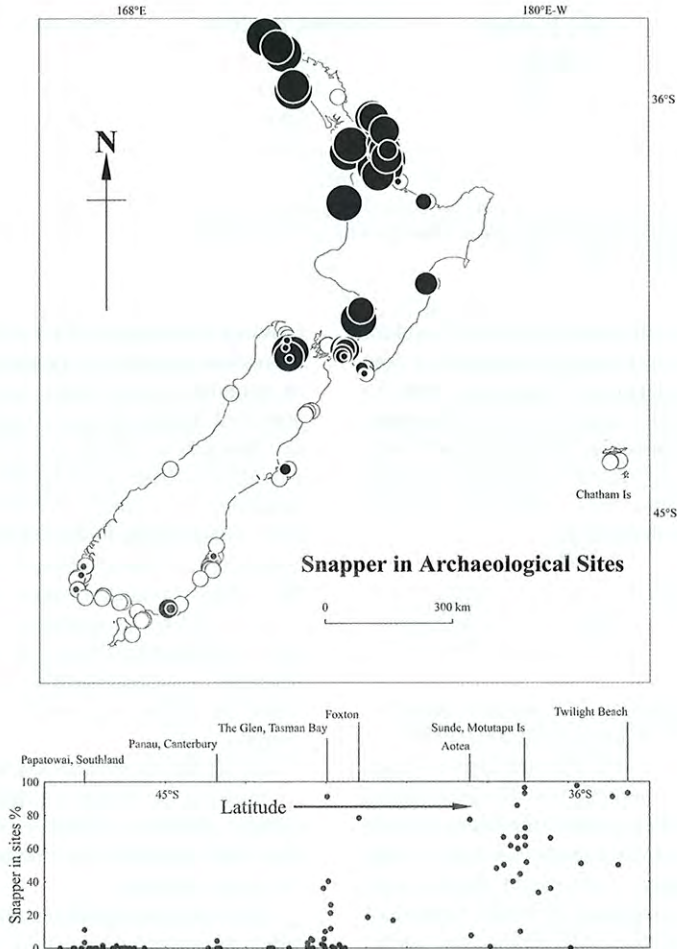 168°E
180°E-W
36°S
N
Chatham Is
45°S
Snapper in Archaeological Sites
0
300 km
Twilight Beach
Foxton
The Glen, Tasman Bay
Sunde, Motutapu Is
Panau, Canterbury
Aotea
Papatowai, Southland
100
45°S
36°S
Latitude
80
60
40
20
0
Snapper in sites %